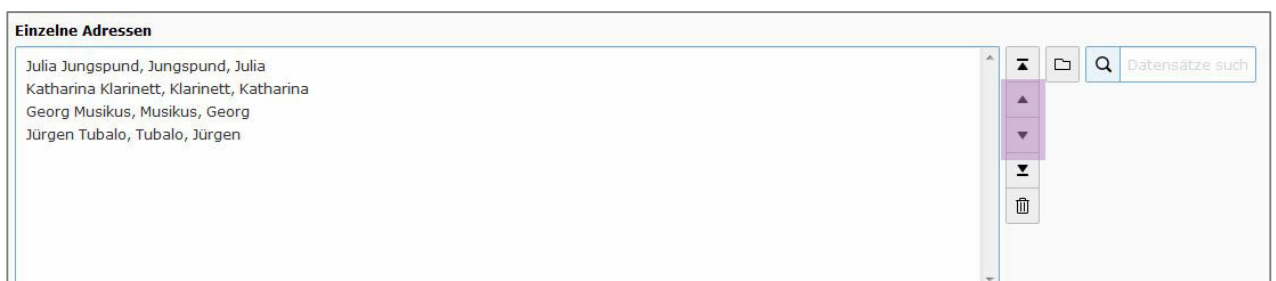 Einzelne Adressen
Julia Jungspund, Jungspund, Julia
Katharina Klarinett, Klarinett, Katharina
Georg Musikus, Musikus, Georg
Jürgen Tubalo, Tubalo, Jürgen
Datensätze such